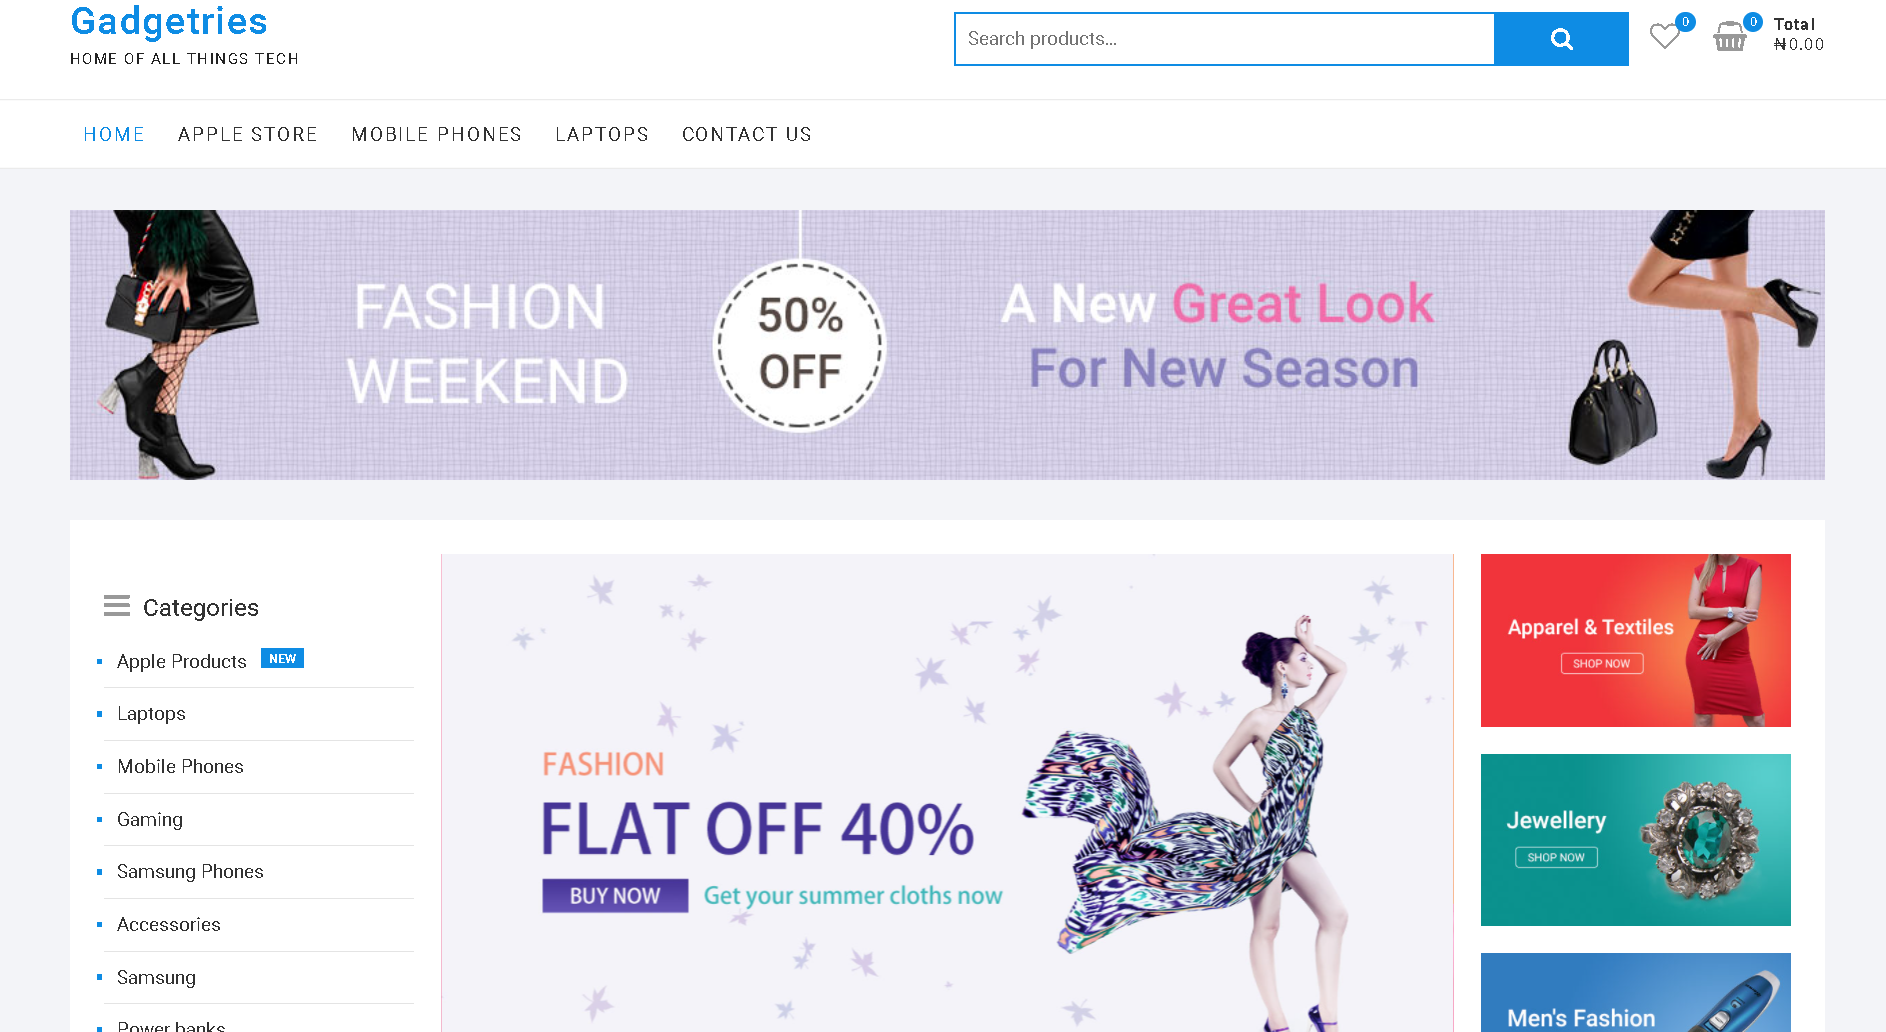 Gadgetries
HOME OF ALL THINGS TECH
Search products...
0
0
Total
₦0.00
HOME
APPLE STORE
MOBILE PHONES
LAPTOPS
CONTACT US
FASHION
WEEKEND
50%
OFF
A New Great Look
For New Season
Categories
Apple Products NEW
Laptops
Mobile Phones
Gaming
Samsung Phones
Accessories
Samsung
Power banks
FASHION
FLAT OFF 40%
BUY NOW
Get your summer cloths now
Apparel & Textiles
SHOP NOW
Jewellery
SHOP NOW
Men's Fashion